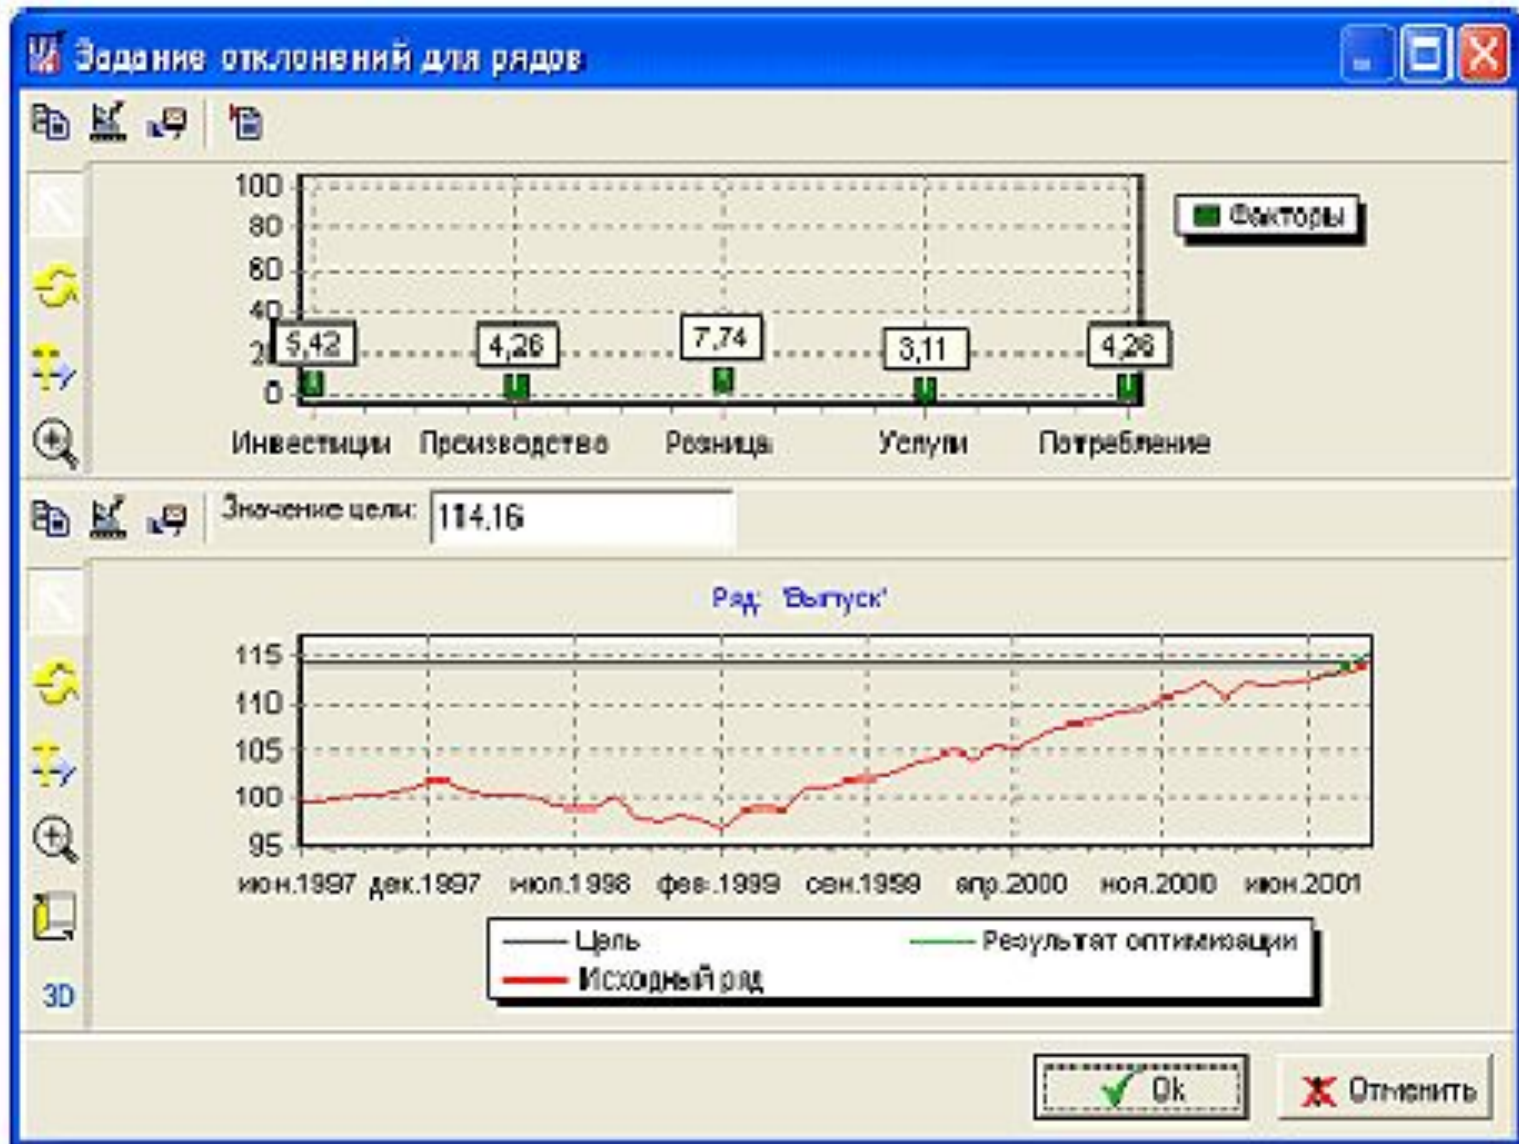 Задание отклонений для рядов
100
80
60
40
20
0
5,42
4,26
7,74
3,11
4,26
Факторы
Инвестиции Производство Розница Услуги Потребление
Значение цели: 114,16
Ряд: 'Выпуск'
115
110
105
100
95
июн.1997 дек.1997 июл.1998 фев.1999 сен.1999 апр.2000 ноя.2000 июн.2001
Цель Результат оптимизации
Исходный ряд
3D
Ok Отменить